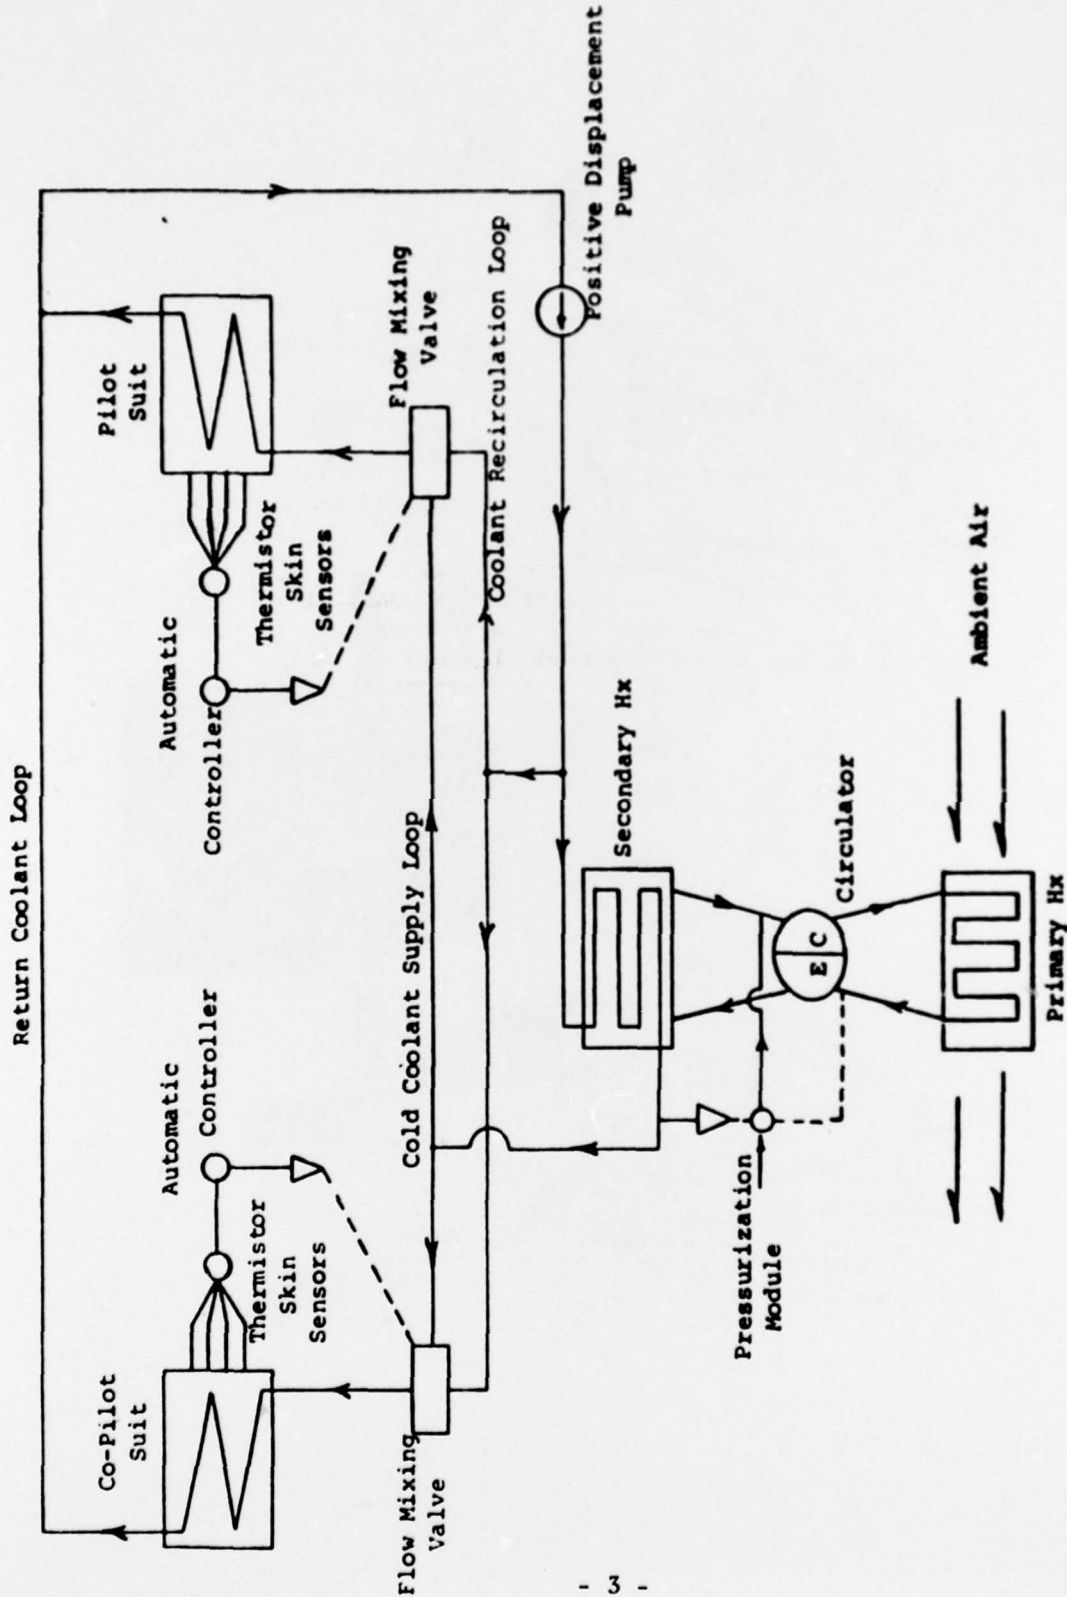 Return Coolant Loop
Co-Pilot
Suit
Automatic
Controller
Thermistor
Skin
Sensors
Automatic
Controller
Thermistor
Skin
Sensors
Pilot
Suit
Flow Mixing
Valve
Cold Coolant Supply Loop
Flow Mixing
Valve
Coolant Recirculation Loop
Positive Displacement
Pump
Secondary Hx
Pressurization
Module
E
C
Circulator
Ambient Air
Primary Hx
- 3 -